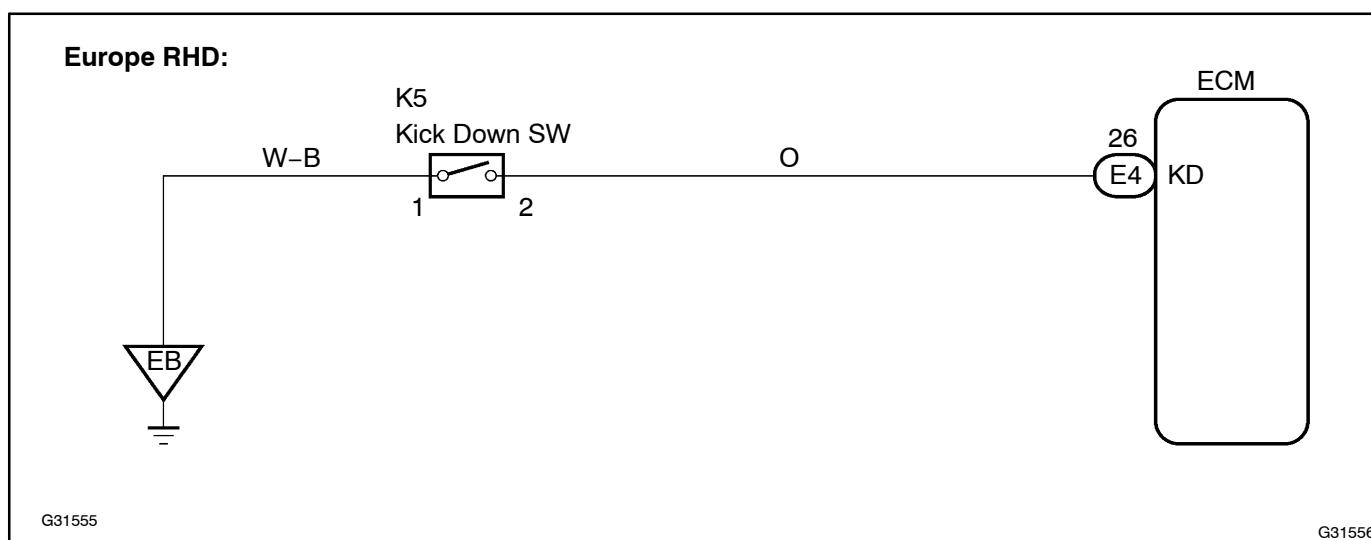 Europe RHD:
ECM
K5
Kick Down SW
26
W–B
O
E4
KD
1
2
EB
G31555
G31556